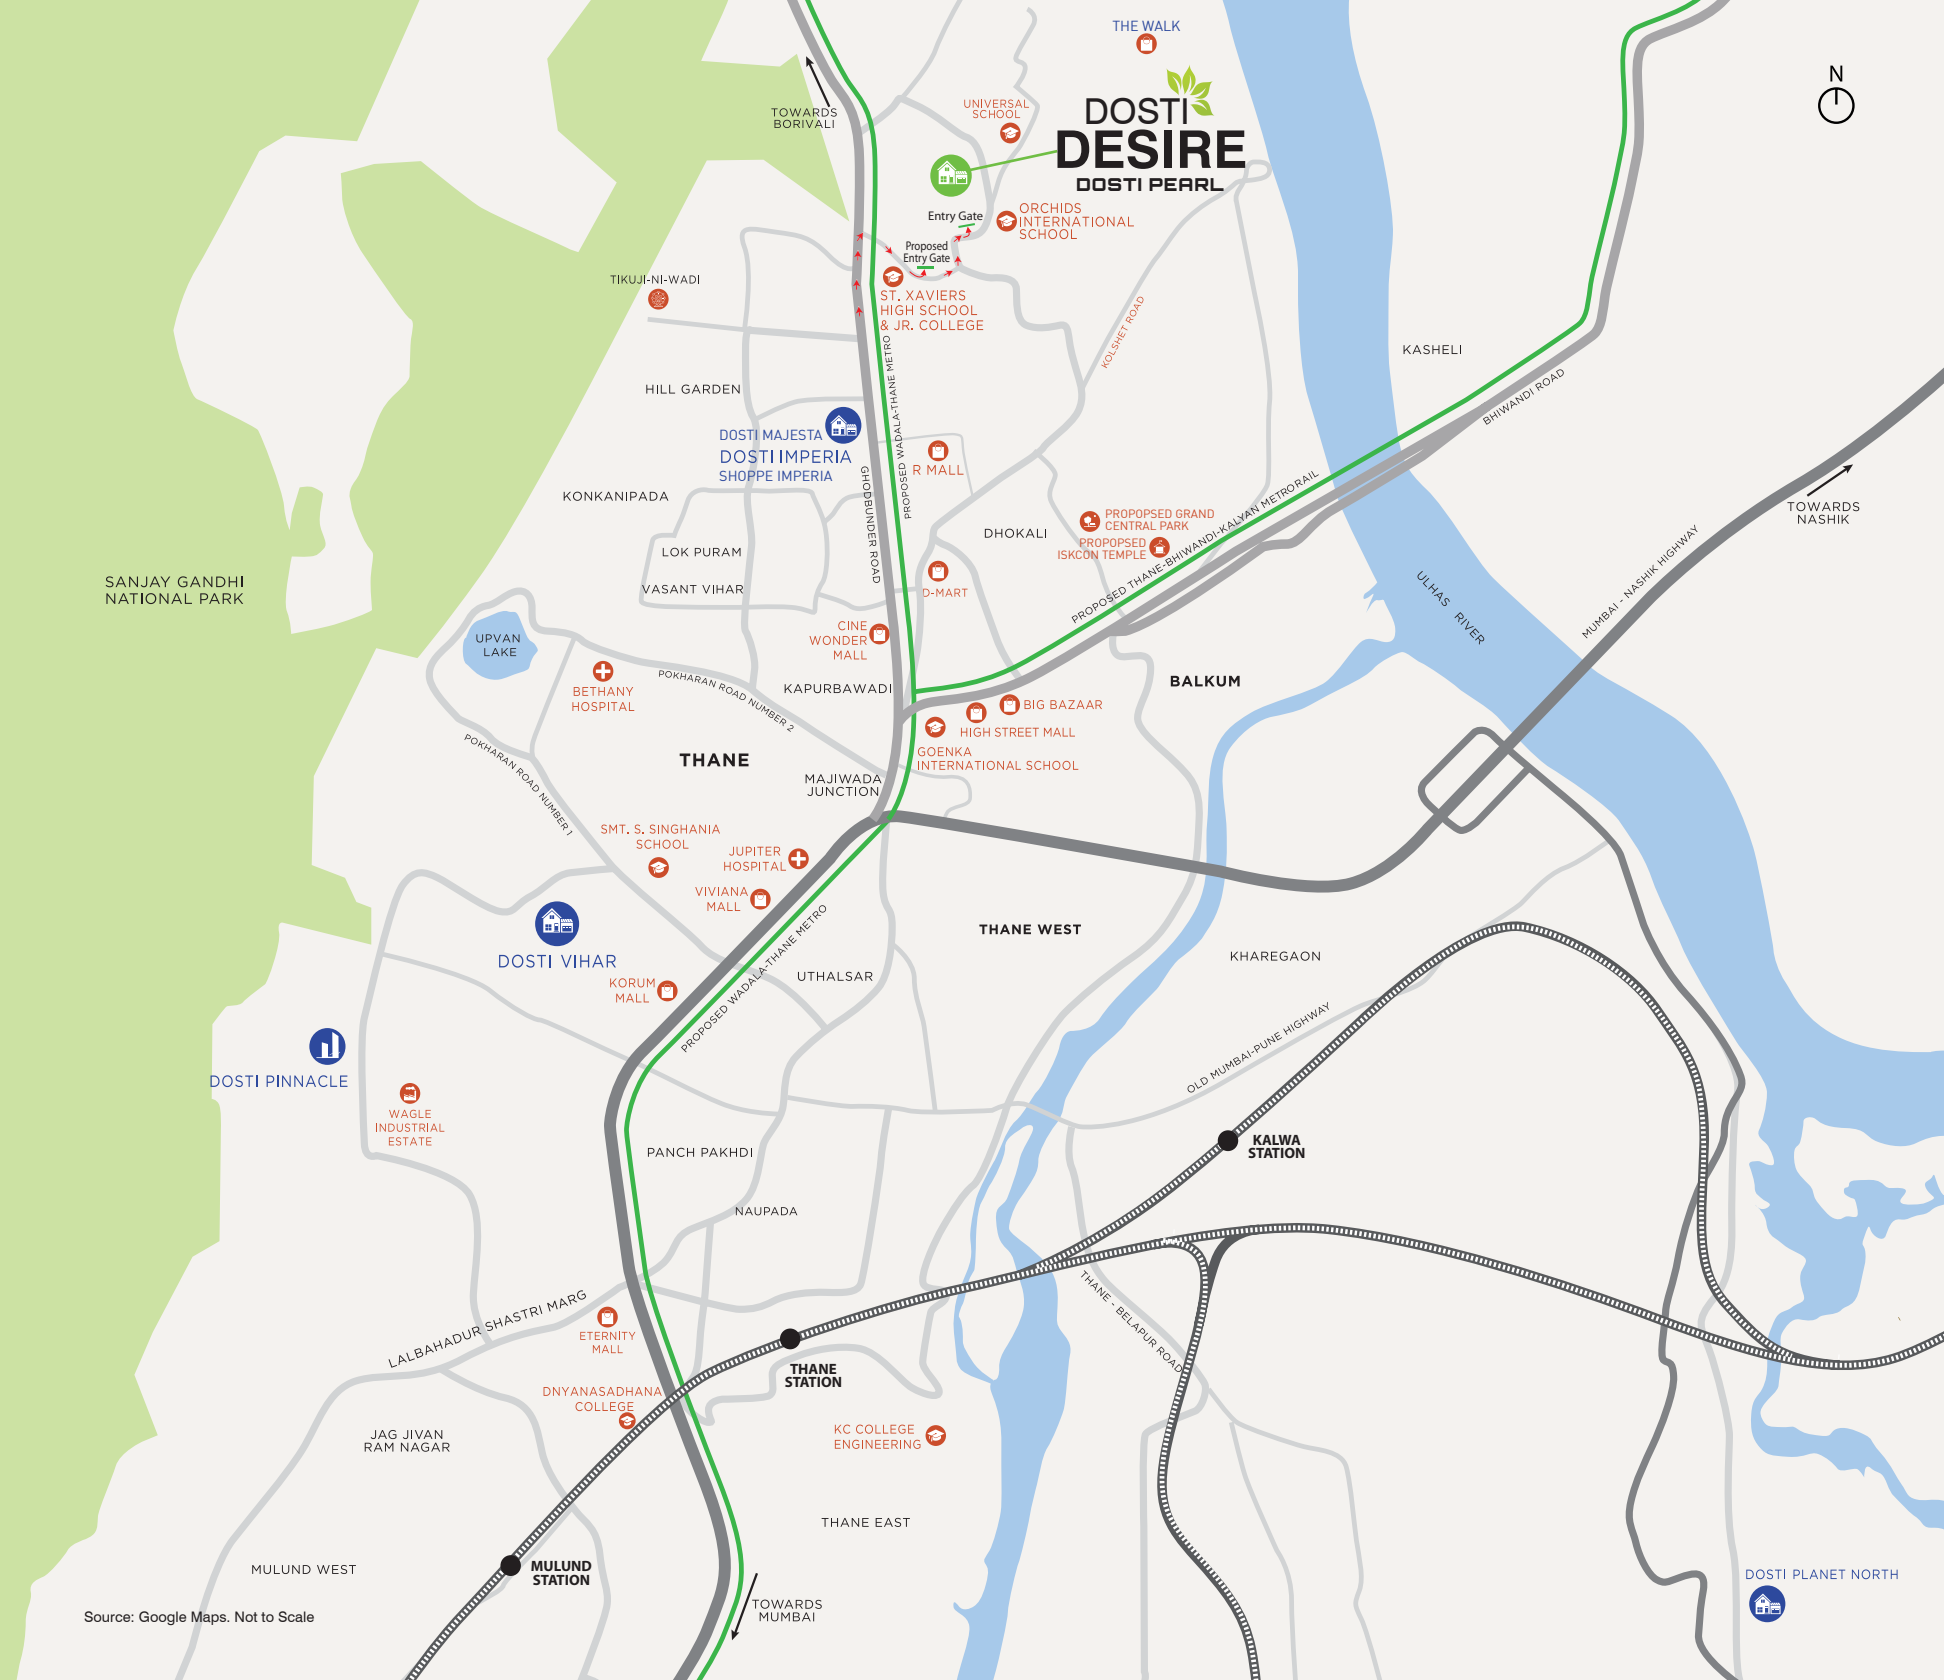 THE WALK
N
UNIVERSAL
SCHOOL
DOSTI
DESIRE
DOSTI PEARL
TOWARDS
BORIVALI
Entry Gate
ORCHIDS
INTERNATIONAL
SCHOOL
Proposed
Entry Gate
TIKUJI-NI-WADI
ST. XAVIERS
HIGH SCHOOL
& JR. COLLEGE
KOLSHET ROAD
KASHELI
PROPOSED WADALA-THANE METRO
PROPOSED WADALA-THANE METRO
HILL GARDEN
BHIWANDI ROAD
DOSTI MAJESTA
DOSTI IMPERIA
SHOPPE IMPERIA
R MALL
GHODBUNDER ROAD
KONKANIPADA
TOWARDS
NASHIK
PROPOPSED GRAND
CENTRAL PARK
DHOKALI
PROPOPSED
ISKCON TEMPLE
PROPOSED THANE-BHIWANDI-KALYAN METRORAIL
LOK PURAM
MUMBAI - NASHIK HIGHWAY
SANJAY GANDHI
NATIONAL PARK
VASANT VIHAR
D-MART
ULHAS RIVER
CINE
WONDER
MALL
UPVAN
LAKE
POKHARAN ROAD NUMBER 2
KAPURBAWADI
BALKUM
BETHANY
HOSPITAL
BIG BAZAAR
HIGH STREET MALL
POKHARAN ROAD NUMBER 1
THANE
GOENKA
INTERNATIONAL SCHOOL
MAJIWADA
JUNCTION
SMT. S. SINGHANIA
SCHOOL
JUPITER
HOSPITAL
VIVIANA
MALL
PROPOSED WADALA-THANE METRO
THANE WEST
DOSTI VIHAR
KHAREGAON
UTHALSAR
KORUM
MALL
OLD MUMBAI-PUNE HIGHWAY
DOSTI PINNACLE
WAGLE
INDUSTRIAL
ESTATE
PANCH PAKHDI
KALWA
STATION
NAUPADA
LALBAHADUR SHASTRI MARG
THANE - BELAPUR ROAD
ETERNITY
MALL
THANE
STATION
DNYANASADHANA
COLLEGE
JAG JIVAN
RAM NAGAR
KC COLLEGE
ENGINEERING
THANE EAST
MULUND WEST
MULUND
STATION
DOSTI PLANET NORTH
TOWARDS
MUMBAI
Source: Google Maps. Not to Scale